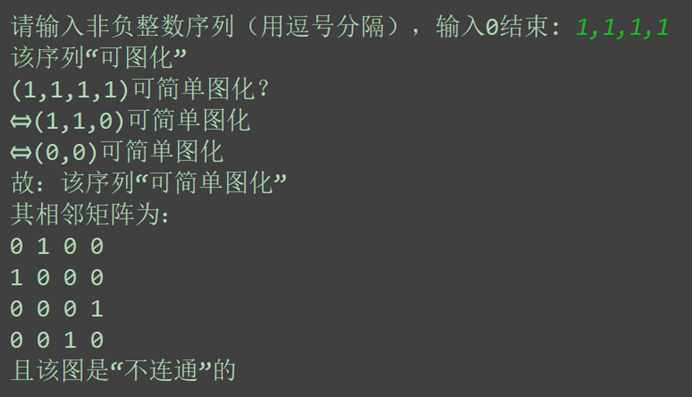 请输入非负整数序列（用逗号分隔），输入0结束: 1,1,1,1
该序列“可图化”
(1,1,1,1)可简单图化？
⇔(1,1,0)可简单图化
⇔(0,0)可简单图化
故：该序列“可简单图化”
其相邻矩阵为：
0 1 0 0
1 0 0 0
0 0 0 1
0 0 1 0
且该图是“不连通”的